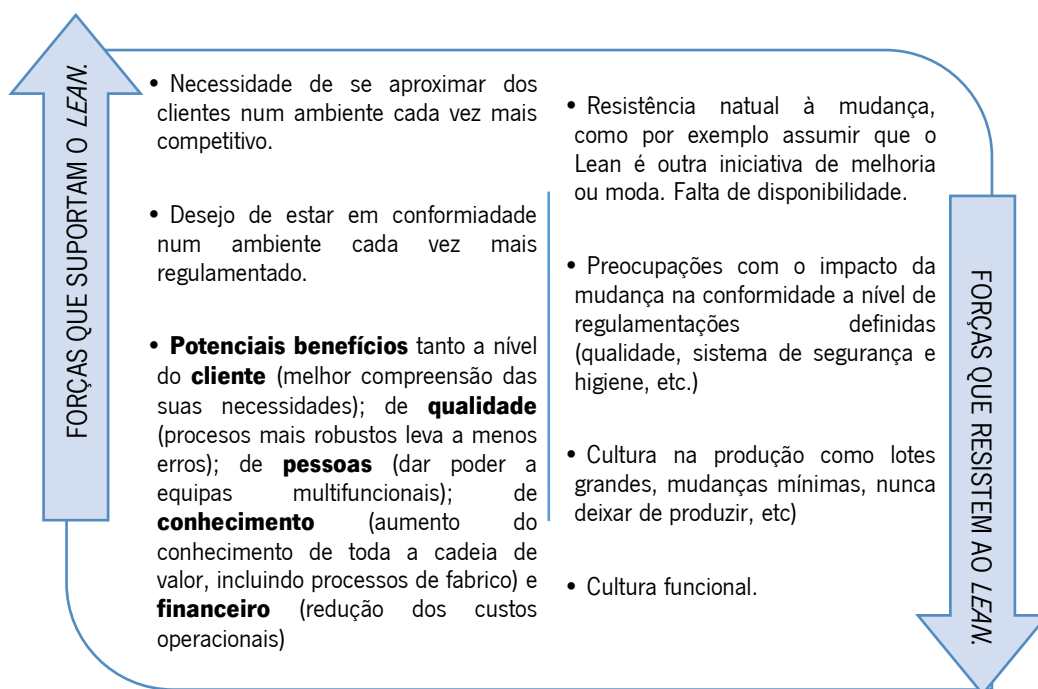 FORÇAS QUE SUPORTAM O LEAN.
• Necessidade de se aproximar dos
clientes num ambiente cada vez mais
competitivo.
• Desejo de estar em conformiadade
num ambiente cada vez mais
regulamentado.
• Potenciais benefícios tanto a nível
do cliente (melhor compreensão das
suas necessidades); de qualidade
(procesos mais robustos leva a menos
erros); de pessoas (dar poder a
equipas multifuncionais); de
conhecimento (aumento do
conhecimento de toda a cadeia de
valor, incluindo processos de fabrico) e
financeiro (redução dos custos
operacionais)
• Resistência natual à mudança,
como por exemplo assumir que o
Lean é outra iniciativa de melhoria
ou moda. Falta de disponibilidade.
• Preocupações com o impacto da
mudança na conformidade a nível de
regulamentações definidas
(qualidade, sistema de segurança e
higiene, etc.)
• Cultura na produção como lotes
grandes, mudanças mínimas, nunca
deixar de produzir, etc)
• Cultura funcional.
FORÇAS QUE RESISTEM AO LEAN.